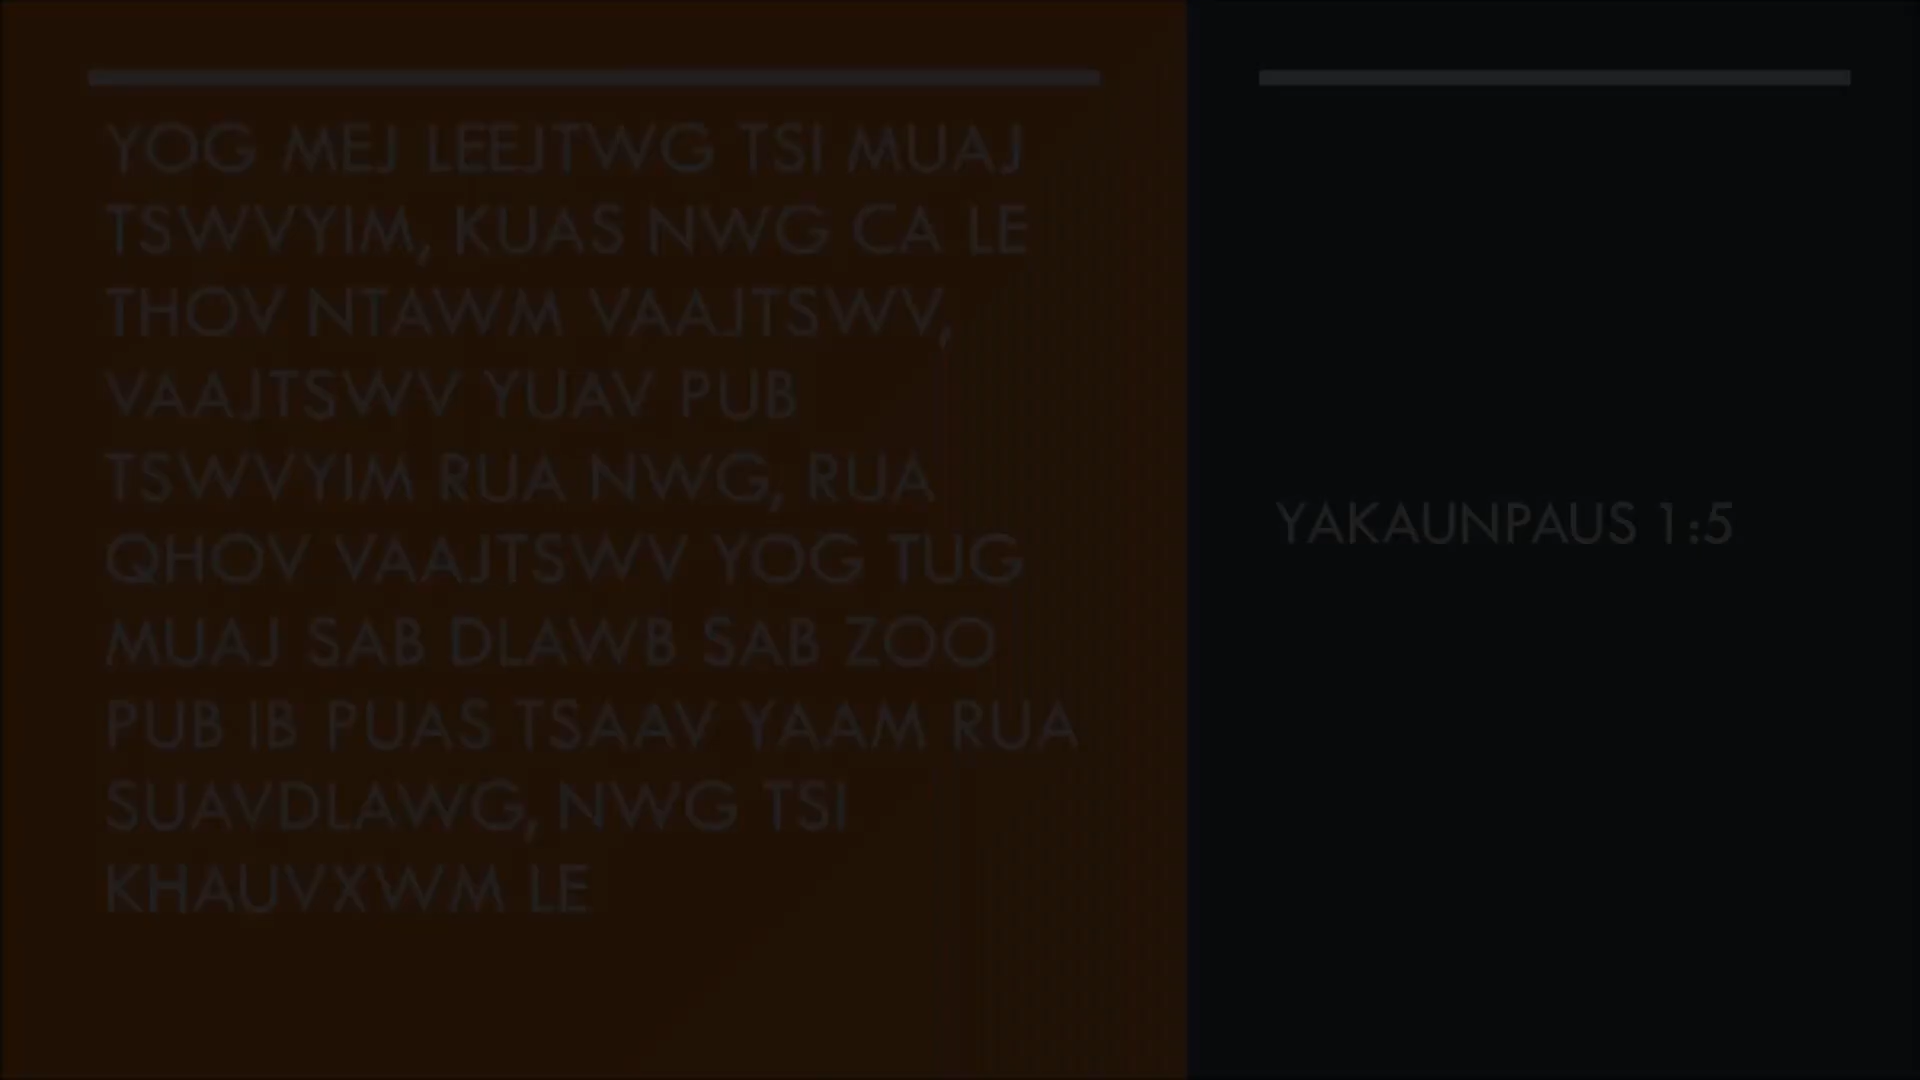 YOG MEJ LEEJTWG TSI MUAJ
TSWVYIM, KUAS NWG CA LE
THOV NTAWM VAAJTSWV,
VAAJTSWV YUAV PUB
TSWVYIM RUA NWG, RUA
QHOV VAAJTSWV YOG TUG
MUAJ SAB DLAWB SAB ZOO
PUB IB PUAS TSAAV YAAM RUA
SUAVDLAWG, NWG TSI
KHAUVXWM LE
YAKAUNPAUS 1:5